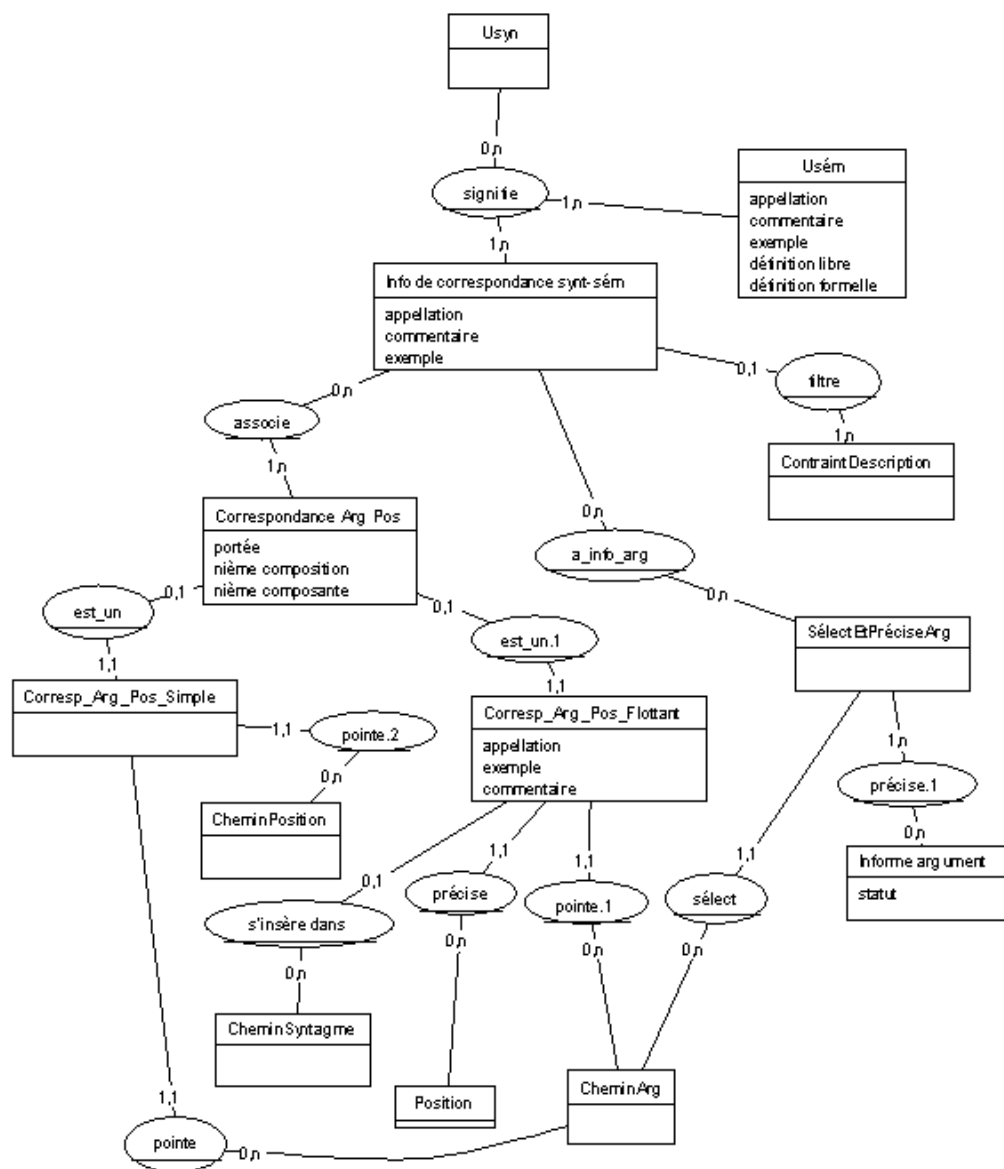 Usyn
0,n
signifie
1,n
1,n
Usém
appellation
commentaire
exemple
définition libre
définition formelle
Info de correspondance synt-sém
appellation
commentaire
exemple
0,n
associe
1,n
0,1
filtre
1,n
ContraintDescription
0,n
a_info_arg
0,n
Correspondance_Arg_Pos
portée
nième composition
nième composante
0,1
est_un
1,1
0,1
est_un.1
1,1
SélectEtPréciseArg
Corresp_Arg_Pos_Simple
1,1
pointe.2
0,n
CheminPosition
Corresp_Arg_Pos_Flottant
appellation
exemple
commentaire
1,n
précise.1
0,n
Informe argument
statut
0,1
s'insère dans
0,n
CheminSyntagme
1,1
précise
0,n
Position
1,1
pointe.1
0,n
1,1
sélect
0,n
CheminArg
1,1
pointe
0,n